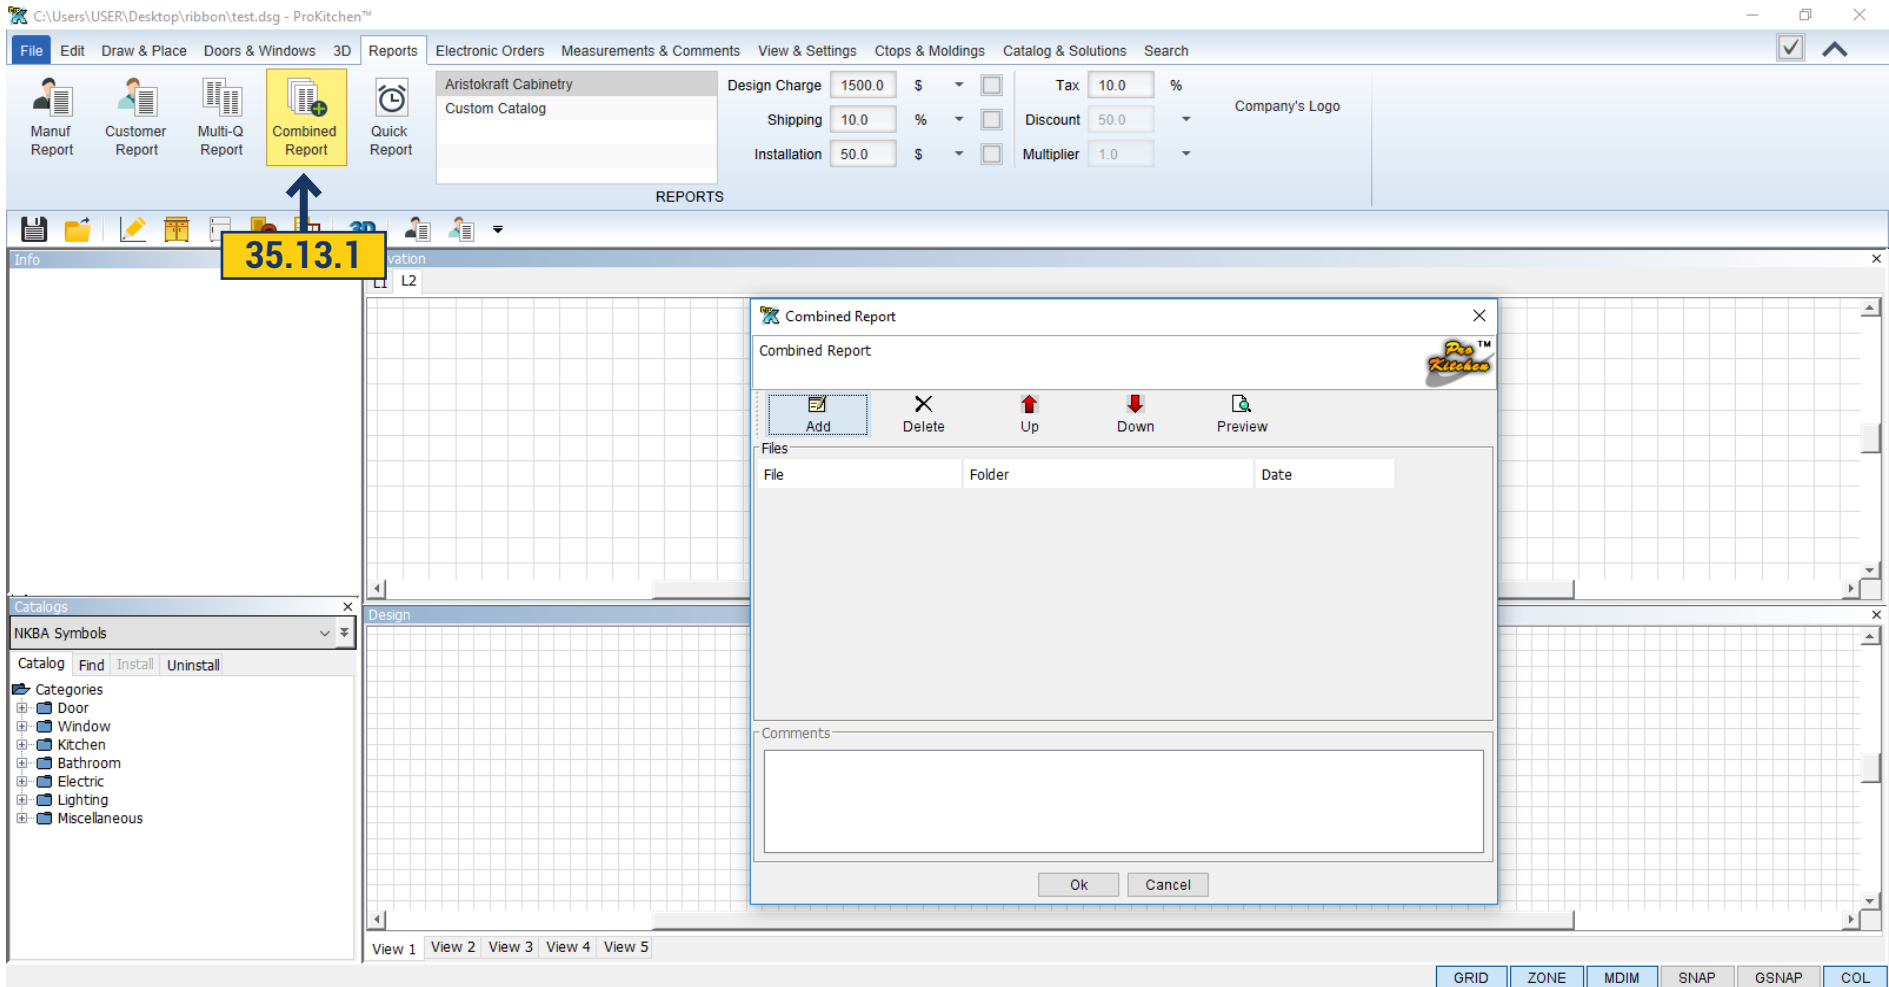 C:\Users\USER\Desktop\ribbon\test.dsg - ProKitchen™
File Edit Draw & Place Doors & Windows 3D Reports Electronic Orders Measurements & Comments View & Settings Ctops & Moldings Catalog & Solutions Search
Manuf Report
Customer Report
Multi-Q Report
Combined Report
Quick Report
Aristokraft Cabinetry
Custom Catalog
Design Charge 1500.0 $
Shipping 10.0 %
Installation 50.0 $
Tax 10.0 %
Discount 50.0
Multiplier 1.0
Company's Logo
REPORTS
35.13.1
Info
L1 L2
Combined Report
Combined Report
Pro Kitchen ™
Add Delete Up Down Preview
Files
File Folder Date
Comments
Ok Cancel
Catalogs
NKBA Symbols
Catalog Find Install Uninstall
Categories
Door
Window
Kitchen
Bathroom
Electric
Lighting
Miscellaneous
Design
View 1 View 2 View 3 View 4 View 5
GRID ZONE MDIM SNAP GSNAP COL